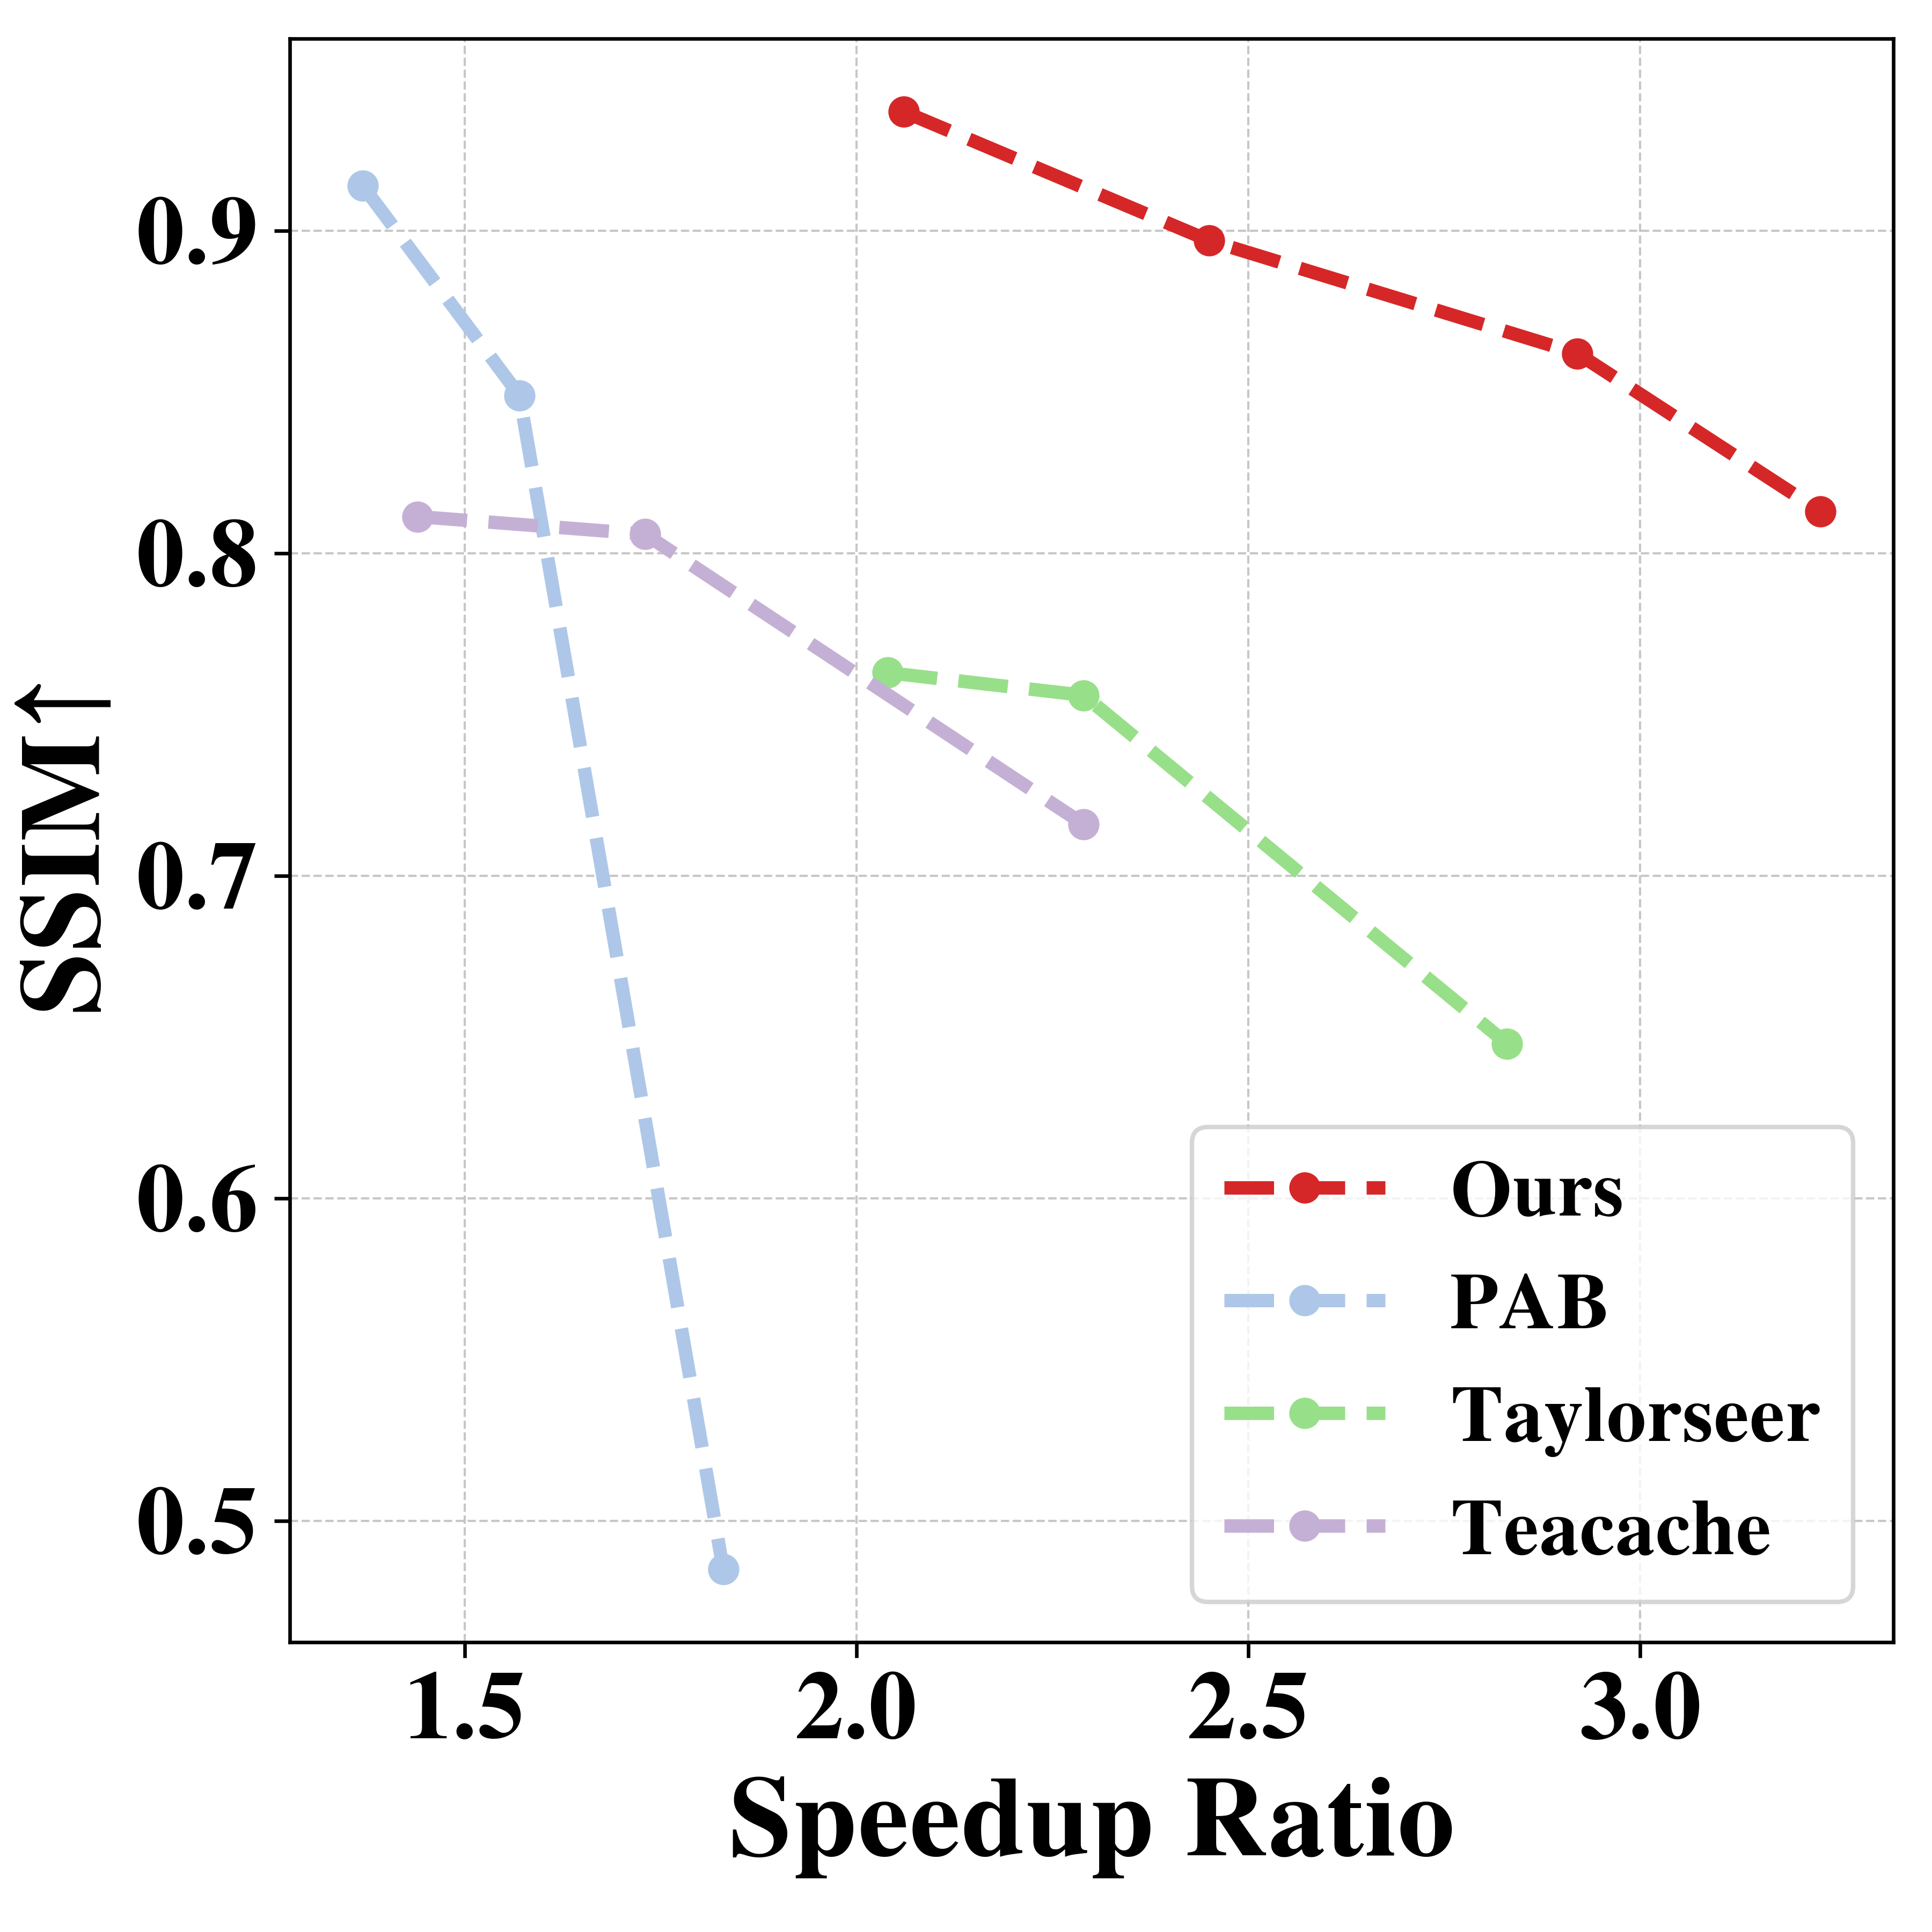 SSIM↑
0.9
0.8
0.7
0.6
0.5
1.5 2.0 2.5 3.0
Speedup Ratio
Ours
PAB
Taylorseer
Teacache